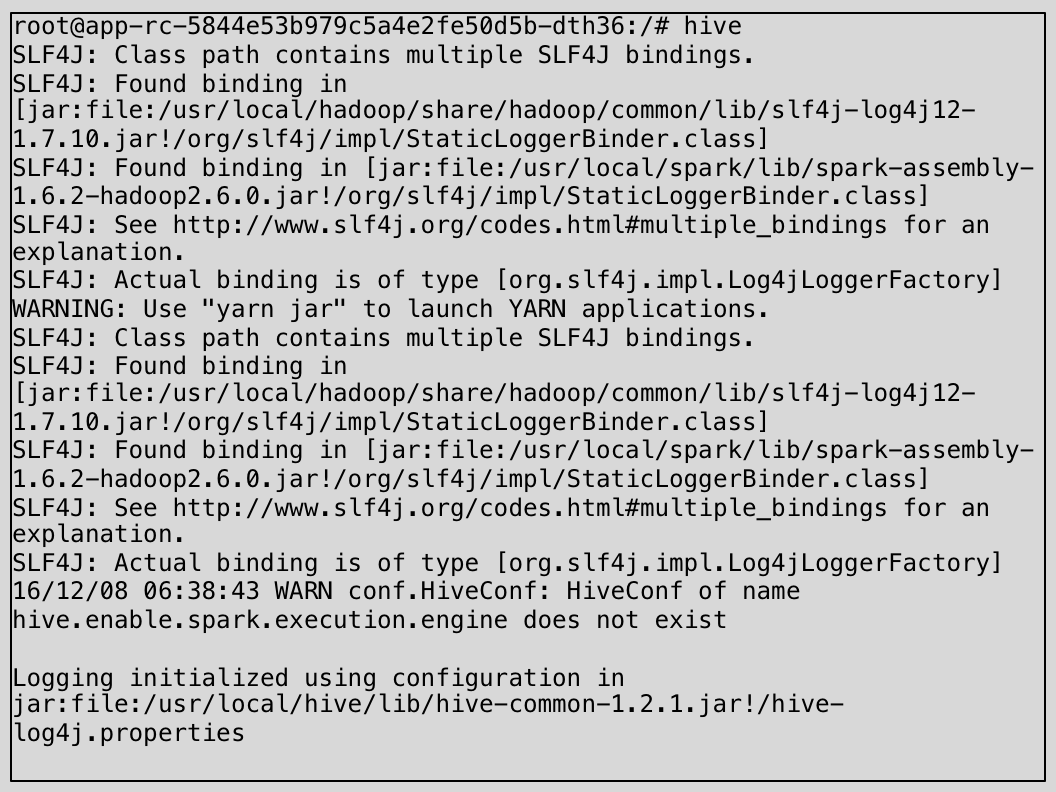 root@app-rc-5844e53b979c5a4e2fe50d5b-dth36:/# hive
SLF4J: Class path contains multiple SLF4J bindings.
SLF4J: Found binding in
[jar:file:/usr/local/hadoop/share/hadoop/common/lib/slf4j-log4j12-
1.7.10.jar!/org/slf4j/impl/StaticLoggerBinder.class]
SLF4J: Found binding in [jar:file:/usr/local/spark/lib/spark-assembly-
1.6.2-hadoop2.6.0.jar!/org/slf4j/impl/StaticLoggerBinder.class]
SLF4J: See http://www.slf4j.org/codes.html#multiple_bindings for an
explanation.
SLF4J: Actual binding is of type [org.slf4j.impl.Log4jLoggerFactory]
WARNING: Use "yarn jar" to launch YARN applications.
SLF4J: Class path contains multiple SLF4J bindings.
SLF4J: Found binding in
[jar:file:/usr/local/hadoop/share/hadoop/common/lib/slf4j-log4j12-
1.7.10.jar!/org/slf4j/impl/StaticLoggerBinder.class]
SLF4J: Found binding in [jar:file:/usr/local/spark/lib/spark-assembly-
1.6.2-hadoop2.6.0.jar!/org/slf4j/impl/StaticLoggerBinder.class]
SLF4J: See http://www.slf4j.org/codes.html#multiple_bindings for an
explanation.
SLF4J: Actual binding is of type [org.slf4j.impl.Log4jLoggerFactory]
16/12/08 06:38:43 WARN conf.HiveConf: HiveConf of name
hive.enable.spark.execution.engine does not exist
Logging initialized using configuration in
jar:file:/usr/local/hive/lib/hive-common-1.2.1.jar!/hive-
log4j.properties